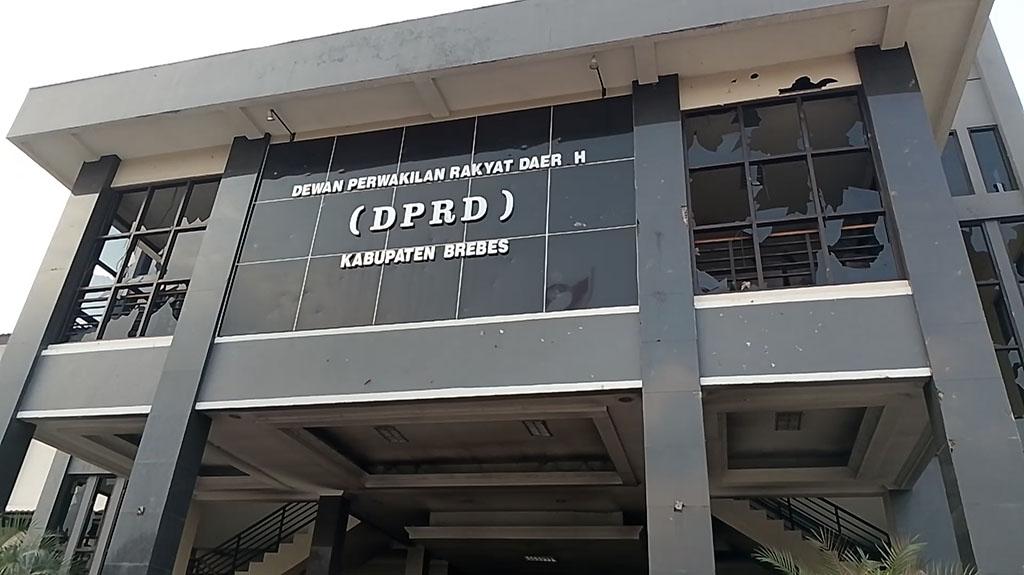 DEWAN PERWAKILAN RAKYAT DAER H
(DPRD)
KABUPATEN BREBES